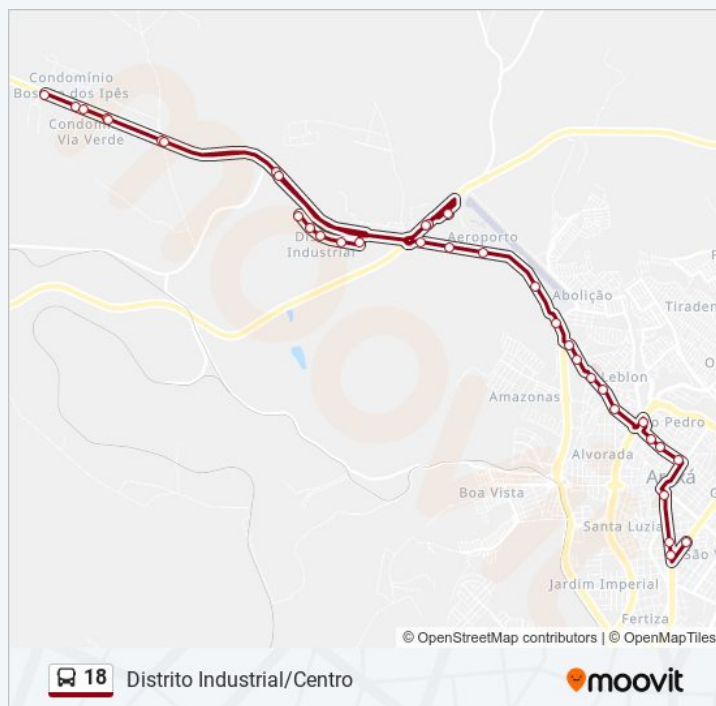 Condomínio
Bosque dos Ipês
Condomínio
Via Verde
Distrito
Industrial
Aeroporto
Abolição
Tiraden
Leblon
Amazonas
São Pedro
Alvorada
Araxá
Boa Vista
Santa Luzia
São V
Jardim Imperial
Fertiza
© OpenStreetMap contributors | © OpenMapTiles
18 Distrito Industrial/Centro
moovit